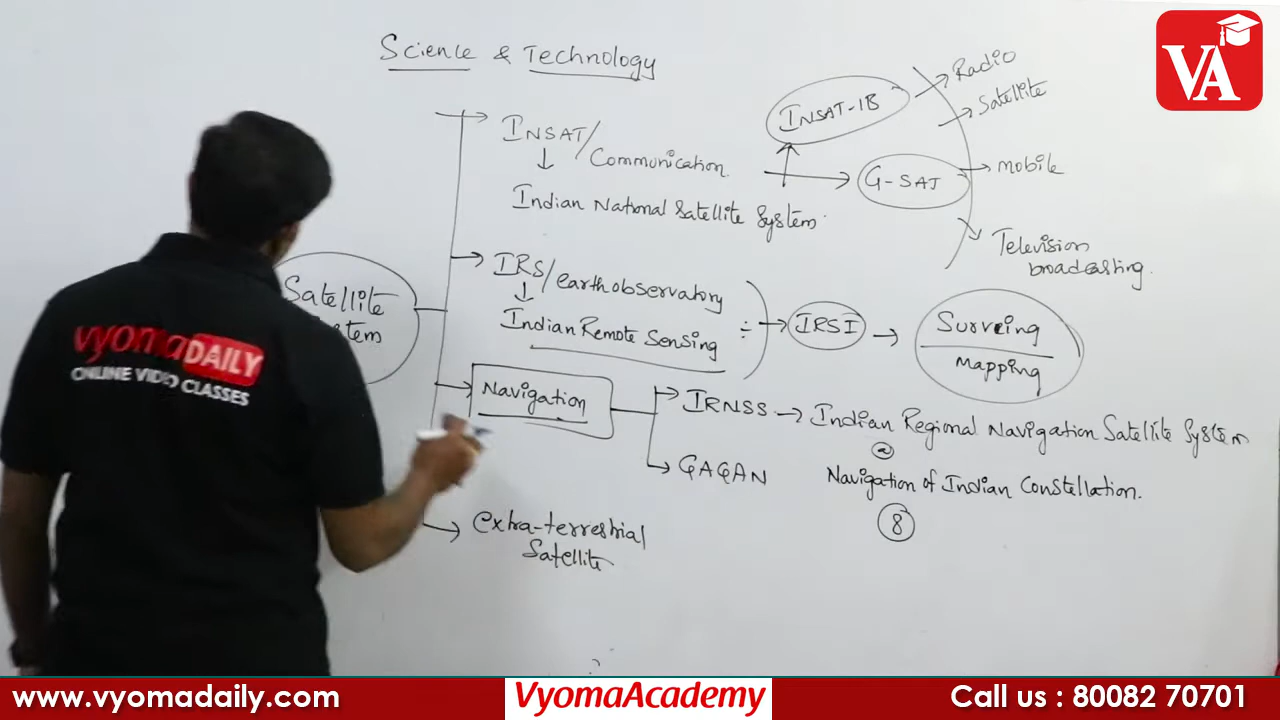 Science & Technology
VA
INSAT/
Communication
Indian National Satellite System
INSAT-1B
G-SAT
Radio
Satellite
mobile
Television
broadcasting.
Satellite
IRS/earth observatory
Indian Remote Sensing
IRSI
Surveing
mapping
Navigation
IRNSS → Indian Regional Navigation Satellite System
GAGAN
Navigation of Indian Constellation.
8
extra-terrestrial
Satellite
vyomaDAILY
ONLINE VIDEO CLASSES
www.vyomadaily.com
VyomaAcademy
Call us : 80082 70701